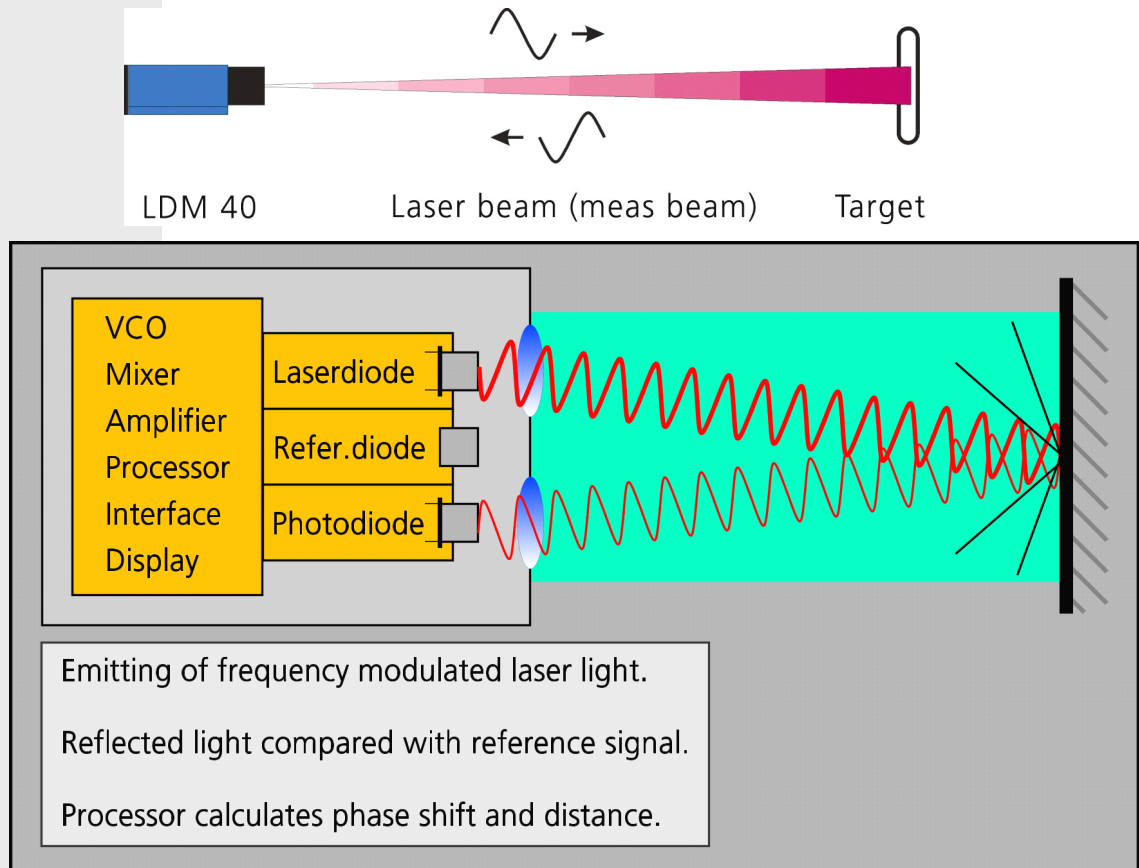 LDM 40
Laser beam (meas beam)
Target
VCO
Mixer
Amplifier
Processor
Interface
Display
Laserdiode
Refer.diode
Photodiode
Emitting of frequency modulated laser light.
Reflected light compared with reference signal.
Processor calculates phase shift and distance.